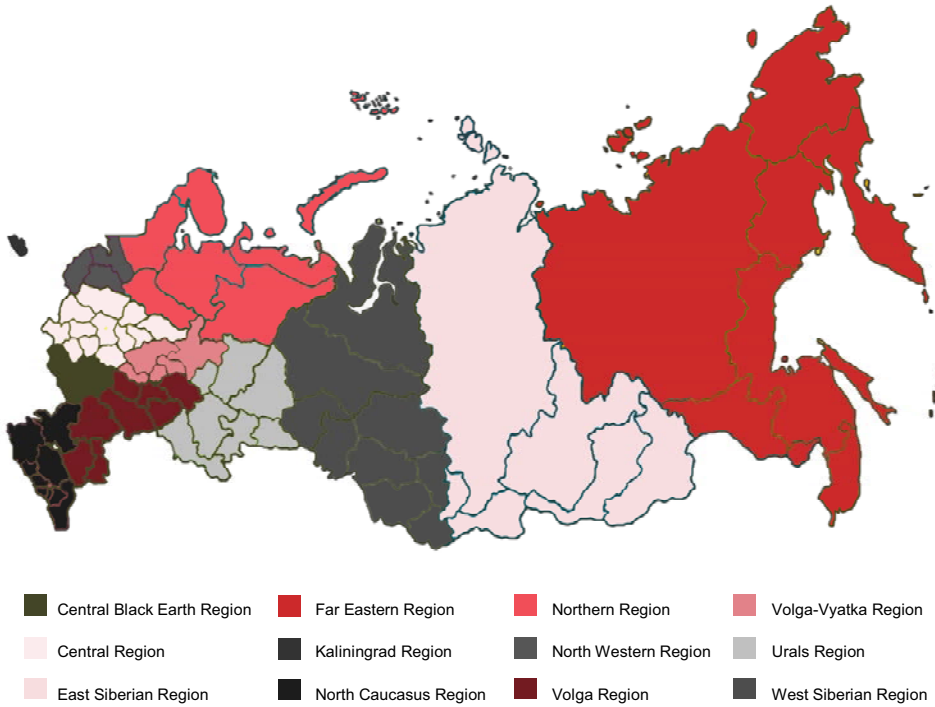 Central Black Earth Region
Far Eastern Region
Northern Region
Volga-Vyatka Region
Central Region
Kaliningrad Region
North Western Region
Urals Region
East Siberian Region
North Caucasus Region
Volga Region
West Siberian Region